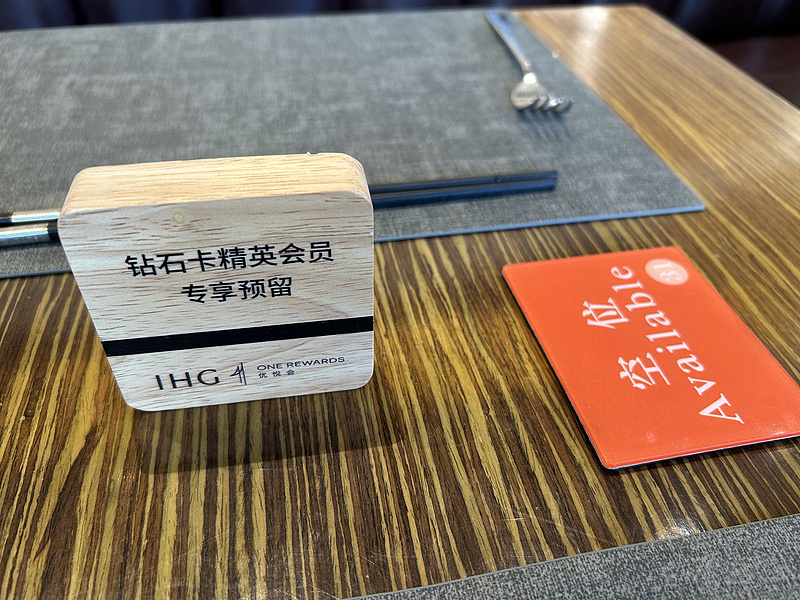 钻石卡精英会员
专享预留
IHG
ONE REWARDS
优悦会
31
空 位
Available